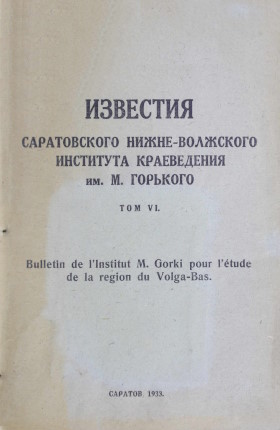 ИЗВЕСТИЯ
САРАТОВСКОГО НИЖНЕ-ВОЛЖСКОГО
ИНСТИТУТА КРАЕВЕДЕНИЯ
им. М. ГОРЬКОГО
ТОМ VI.
Bulletin de l'Institut M. Gorki pour l'étude
de la region du Volga-Bas.
САРАТОВ 1933.